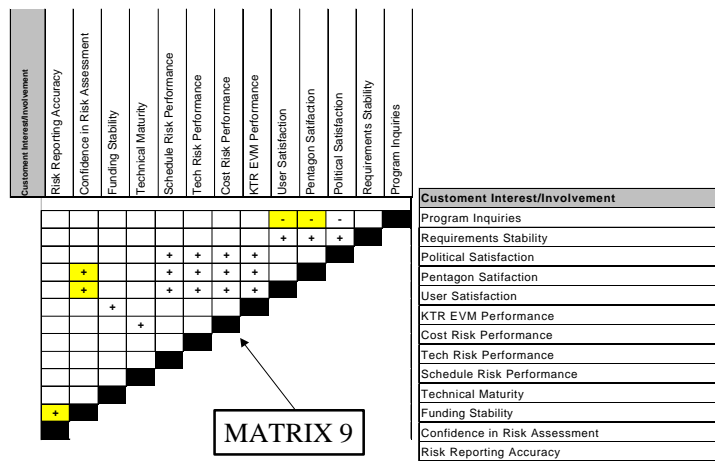 Customent Interest/Involvement
Risk Reporting Accuracy
Confidence in Risk Assessment
Funding Stability
Technical Maturity
Schedule Risk Performance
Tech Risk Performance
Cost Risk Performance
KTR EVM Performance
User Satisfaction
Pentagon Satifaction
Political Satisfaction
Requirements Stability
Program Inquiries
Customent Interest/Involvement
- - - Program Inquiries
+ + + Requirements Stability
+ + + + Political Satisfaction
+ + + + + Pentagon Satifaction
+ + + + + User Satisfaction
+ KTR EVM Performance
+ Cost Risk Performance
Tech Risk Performance
Schedule Risk Performance
Technical Maturity
Funding Stability
+ Confidence in Risk Assessment
Risk Reporting Accuracy
MATRIX 9